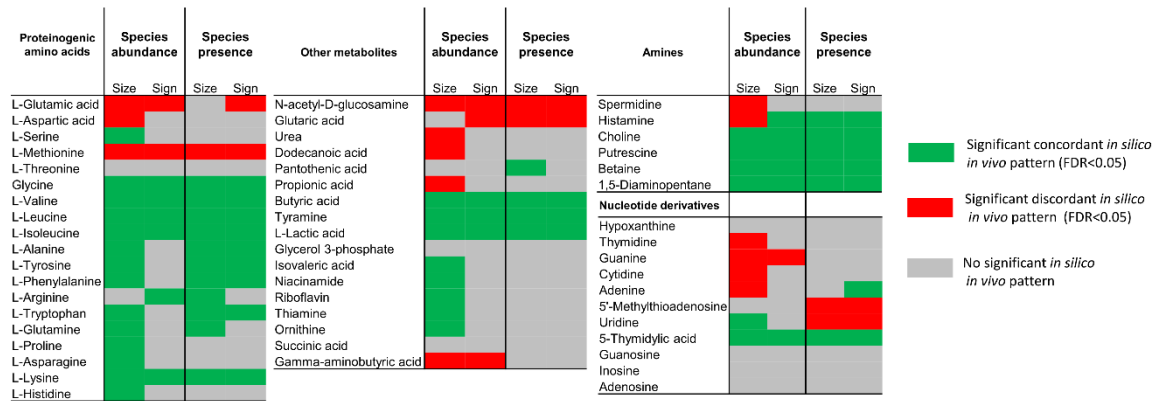 Proteinogenic amino acids
Species abundance
Species presence
Size Sign Size Sign
L-Glutamic acid
L-Aspartic acid
L-Serine
L-Methionine
L-Threonine
Glycine
L-Valine
L-Leucine
L-Isoleucine
L-Alanine
L-Tyrosine
L-Phenylalanine
L-Arginine
L-Tryptophan
L-Glutamine
L-Proline
L-Asparagine
L-Lysine
L-Histidine
Other metabolites
Species abundance
Species presence
Size Sign Size Sign
N-acetyl-D-glucosamine
Glutaric acid
Urea
Dodecanoic acid
Pantothenic acid
Propionic acid
Butyric acid
Tyramine
L-Lactic acid
Glycerol 3-phosphate
Isovaleric acid
Niacinamide
Riboflavin
Thiamine
Ornithine
Succinic acid
Gamma-aminobutyric acid
Amines
Species abundance
Species presence
Size Sign Size Sign
Spermidine
Histamine
Choline
Putrescine
Betaine
1,5-Diaminopentane
Nucleotide derivatives
Hypoxanthine
Thymidine
Guanine
Cytidine
Adenine
5'-Methylthioadenosine
Uridine
5-Thymidylic acid
Guanosine
Inosine
Adenosine
Significant concordant in silico
in vivo pattern (FDR<0.05)
Significant discordant in silico
in vivo pattern (FDR<0.05)
No significant in silico
in vivo pattern